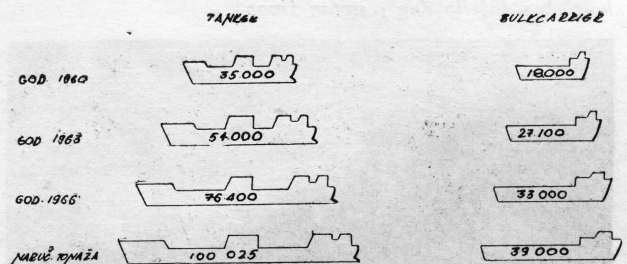 TANKER BULKCARRIER
GOD. 1960 35.000 18.000
GOD 1963 54.000 27.100
GOD. 1966 76.400 33.000
NARUČ. TONAŽA 100 025 39.000